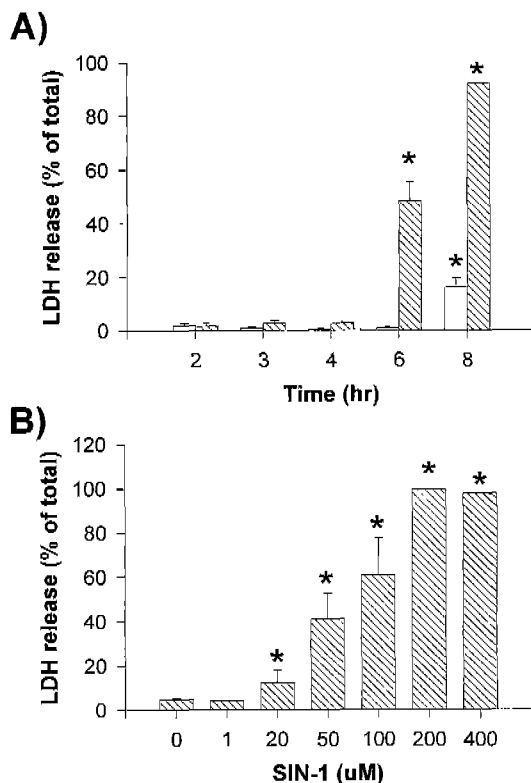 A)
100
80
60
40
20
0
LDH release (% of total)
* * *
2 3 4 6 8
Time (hr)
B)
120
100
80
60
40
20
0
LDH release (% of total)
* * * * *
0 1 20 50 100 200 400
SIN-1 (uM)